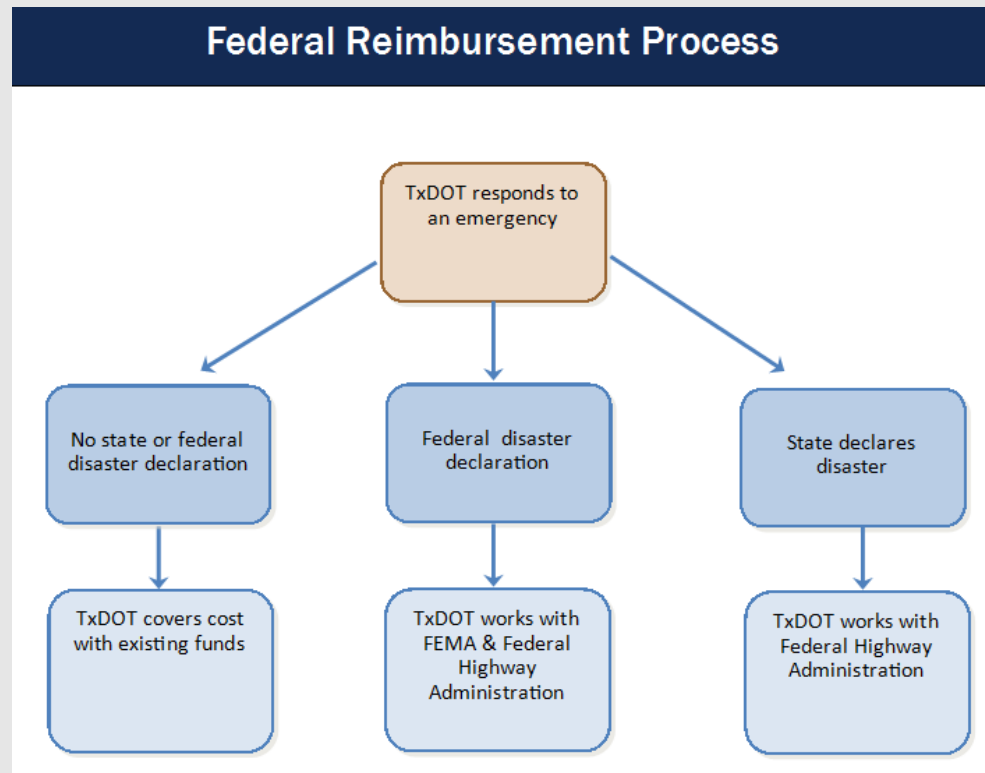 Federal Reimbursement Process
TxDOT responds to
an emergency
No state or federal
disaster declaration
Federal disaster
declaration
State declares
disaster
TxDOT covers cost
with existing funds
TxDOT works with
FEMA & Federal
Highway
Administration
TxDOT works with
Federal Highway
Administration